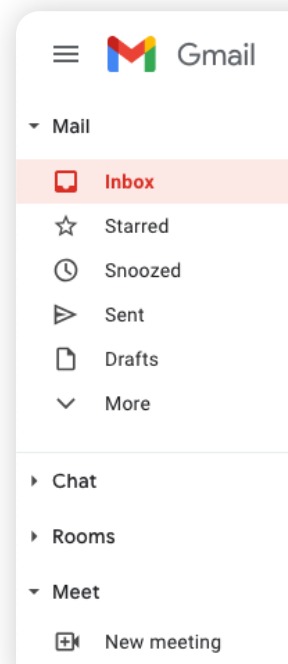 Gmail
Mail
Inbox
Starred
Snoozed
Sent
Drafts
More
Chat
Rooms
Meet
New meeting